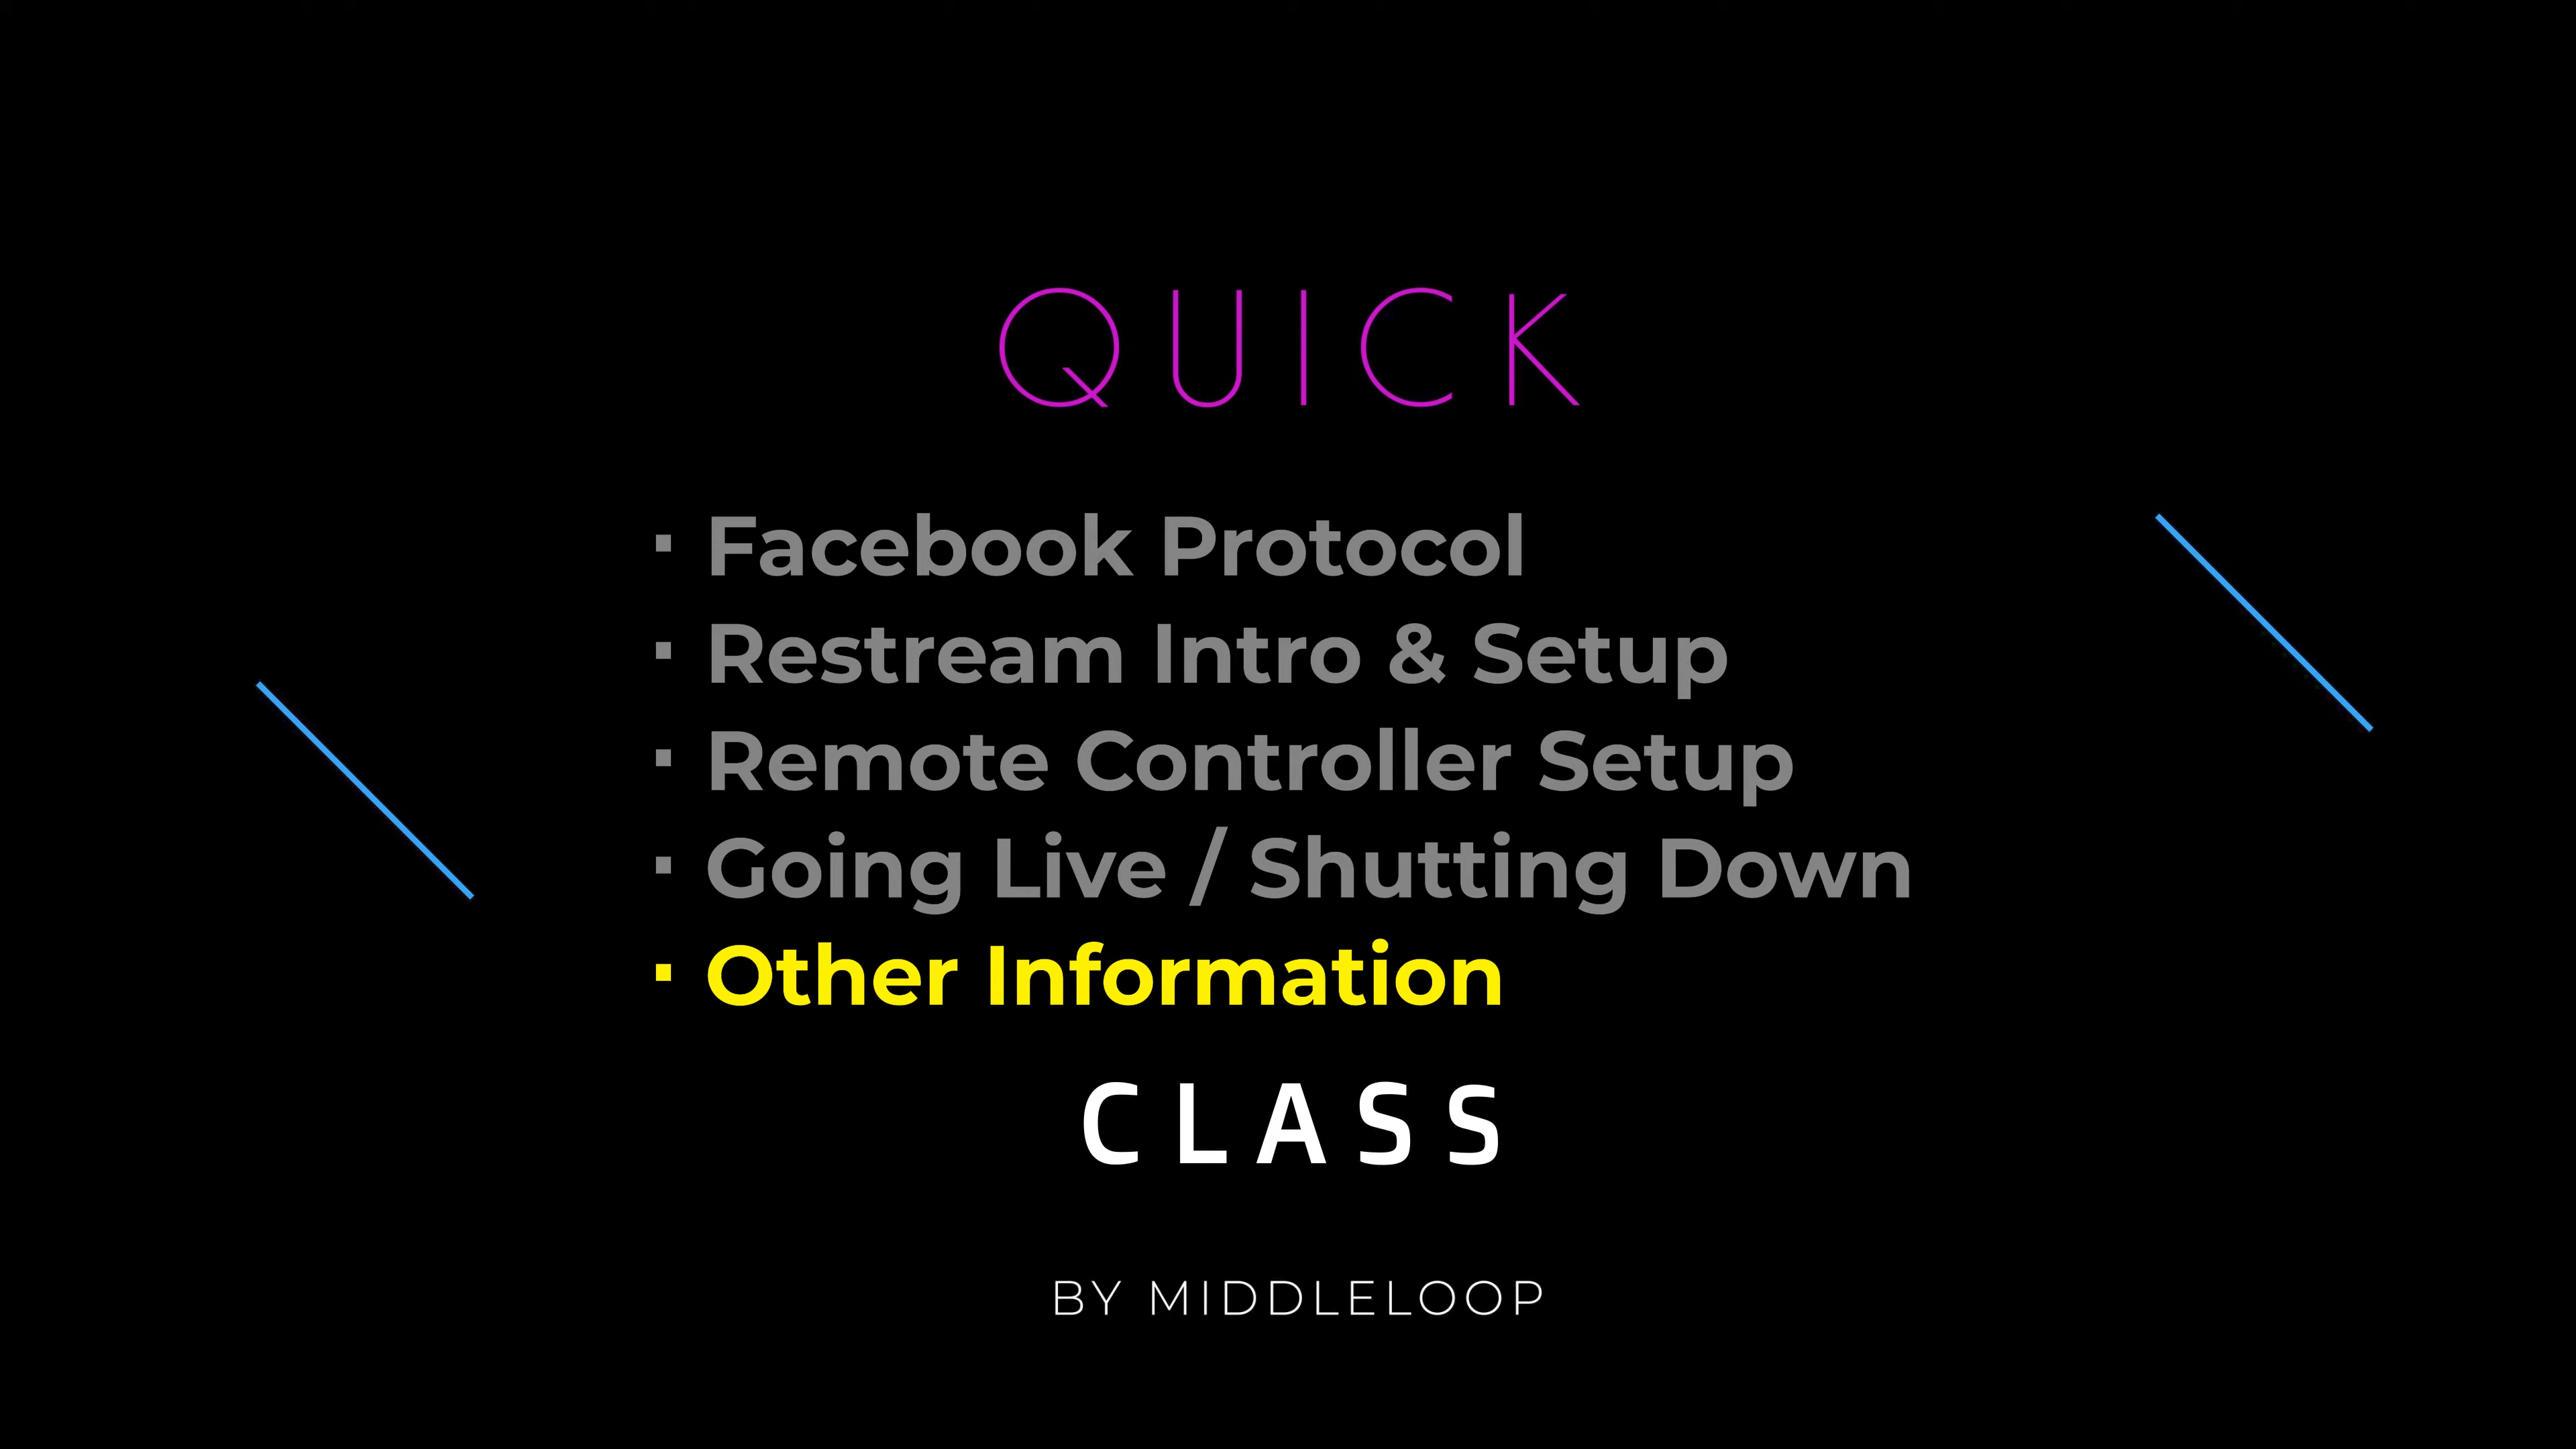 QUICK
▪ Facebook Protocol
▪ Restream Intro & Setup
▪ Remote Controller Setup
▪ Going Live / Shutting Down
▪ Other Information
CLASS
BY MIDDLELOOP